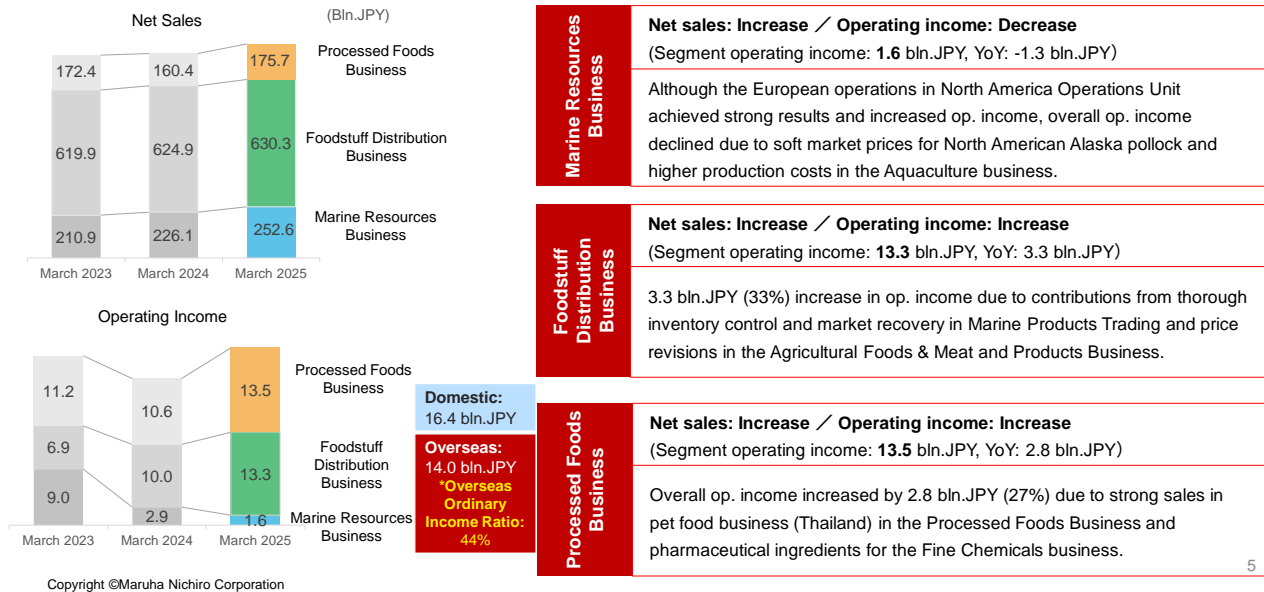 Net Sales
(Bln.JPY)
172.4
160.4
175.7
Processed Foods
Business
619.9
624.9
630.3
Foodstuff Distribution
Business
210.9
226.1
252.6
Marine Resources
Business
March 2023
March 2024
March 2025
Operating Income
11.2
10.6
13.5
Processed Foods
Business
6.9
10.0
13.3
Foodstuff
Distribution
Business
9.0
2.9
1.6
Marine Resources
Business
March 2023
March 2024
March 2025
Domestic:
16.4 bln.JPY
Overseas:
14.0 bln.JPY
*Overseas
Ordinary
Income Ratio:
44%
Marine Resources
Business
Net sales: Increase ／ Operating income: Decrease
(Segment operating income: 1.6 bln.JPY, YoY: -1.3 bln.JPY）
Although the European operations in North America Operations Unit
achieved strong results and increased op. income, overall op. income
declined due to soft market prices for North American Alaska pollock and
higher production costs in the Aquaculture business.
Foodstuff
Distribution
Business
Net sales: Increase ／ Operating income: Increase
(Segment operating income: 13.3 bln.JPY, YoY: 3.3 bln.JPY）
3.3 bln.JPY (33%) increase in op. income due to contributions from thorough
inventory control and market recovery in Marine Products Trading and price
revisions in the Agricultural Foods & Meat and Products Business.
Processed Foods
Business
Net sales: Increase ／ Operating income: Increase
(Segment operating income: 13.5 bln.JPY, YoY: 2.8 bln.JPY）
Overall op. income increased by 2.8 bln.JPY (27%) due to strong sales in
pet food business (Thailand) in the Processed Foods Business and
pharmaceutical ingredients for the Fine Chemicals business.
5
Copyright ©Maruha Nichiro Corporation